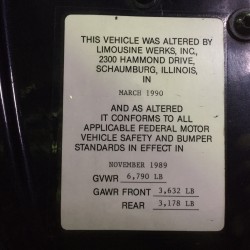 THIS VEHICLE WAS ALTERED BY
LIMOUSINE WERKS, INC,
2300 HAMMOND DRIVE,
SCHAUMBURG, ILLINOIS,
IN
MARCH 1990
AND AS ALTERED
IT CONFORMS TO ALL
APPLICABLE FEDERAL MOTOR
VEHICLE SAFETY AND BUMPER
STANDARDS IN EFFECT IN
NOVEMBER 1989
GVWR 6,790 LB
GAWR FRONT 3,632 LB
REAR 3,178 LB